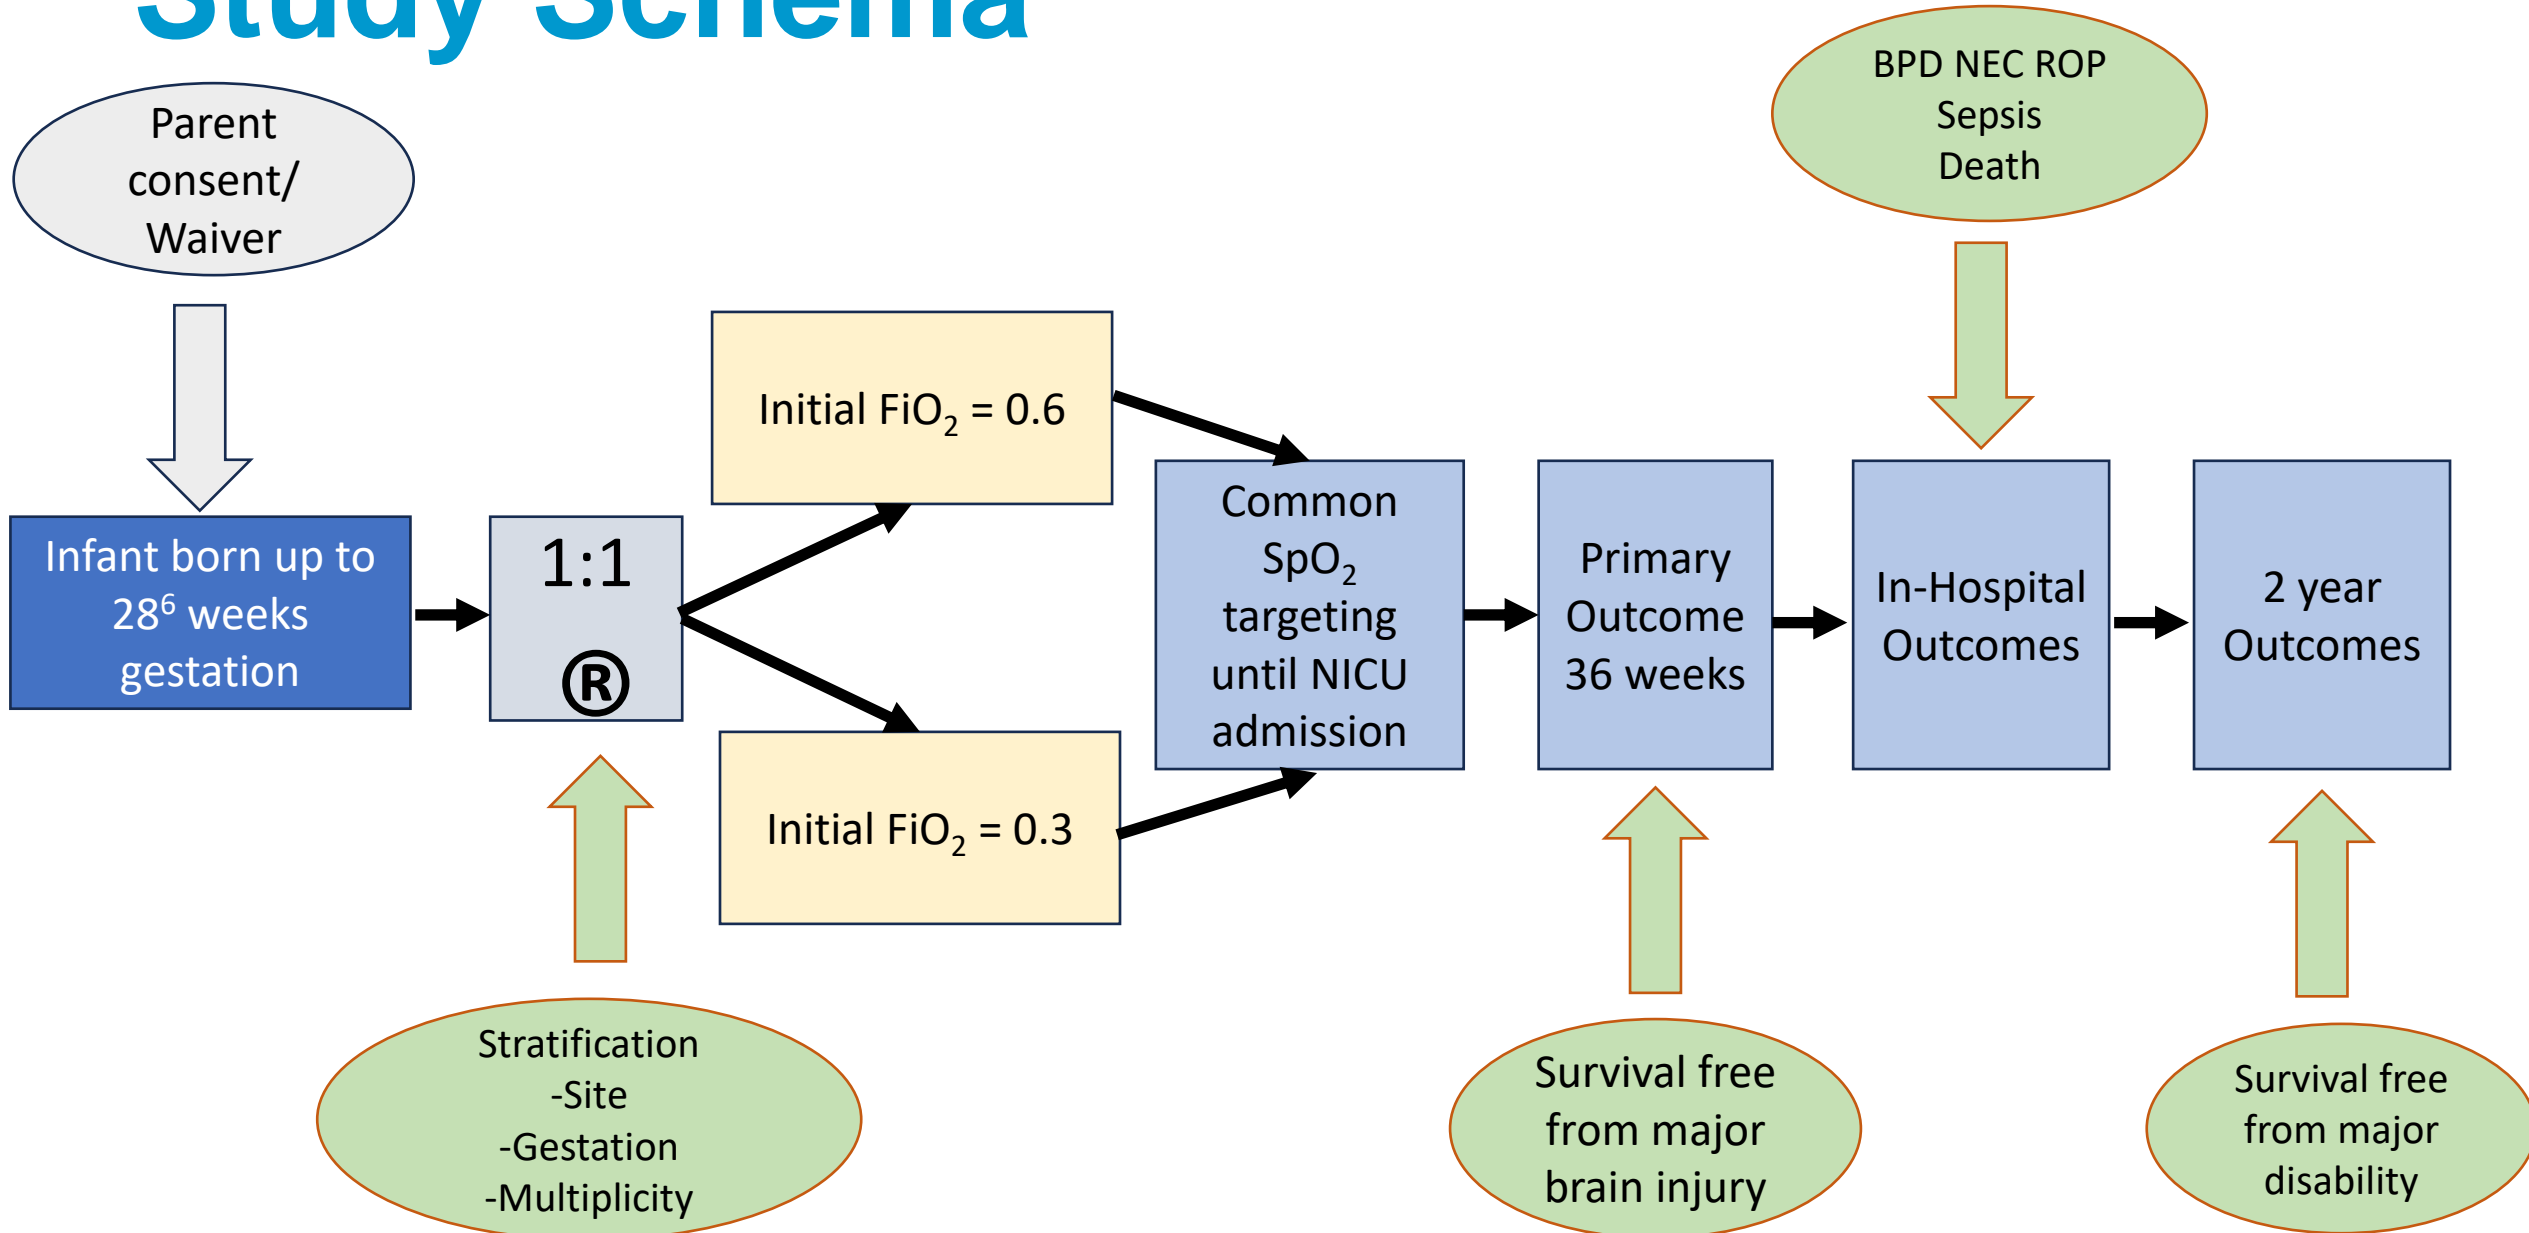 Study Schema
Parent
consent/
Waiver
BPD NEC ROP
Sepsis
Death
Initial FiO₂ = 0.6
Infant born up to
28⁶ weeks
gestation
1:1
®
Common
SpO₂
targeting
until NICU
admission
Primary
Outcome
36 weeks
In-Hospital
Outcomes
2 year
Outcomes
Initial FiO₂ = 0.3
Stratification
-Site
-Gestation
-Multiplicity
Survival free
from major
brain injury
Survival free
from major
disability